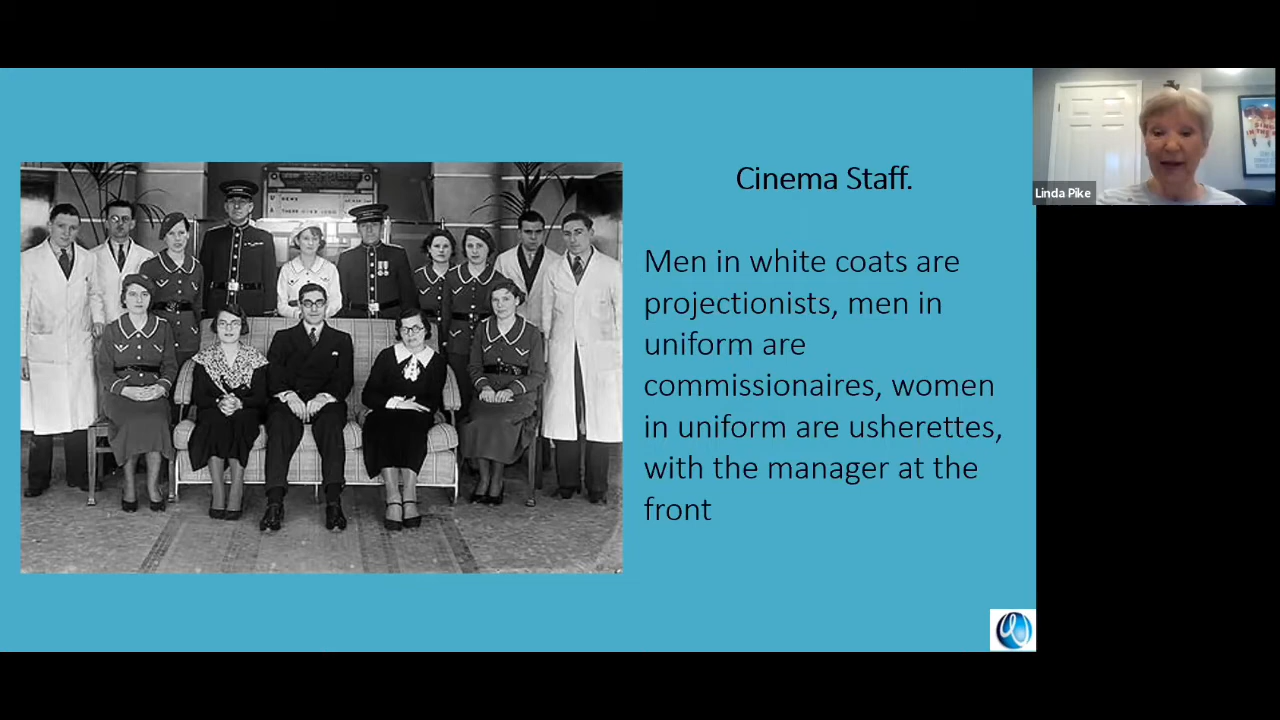 Cinema Staff.
Men in white coats are
projectionists, men in
uniform are
commissionaires, women
in uniform are usherettes,
with the manager at the
front
Linda Pike
NEWS